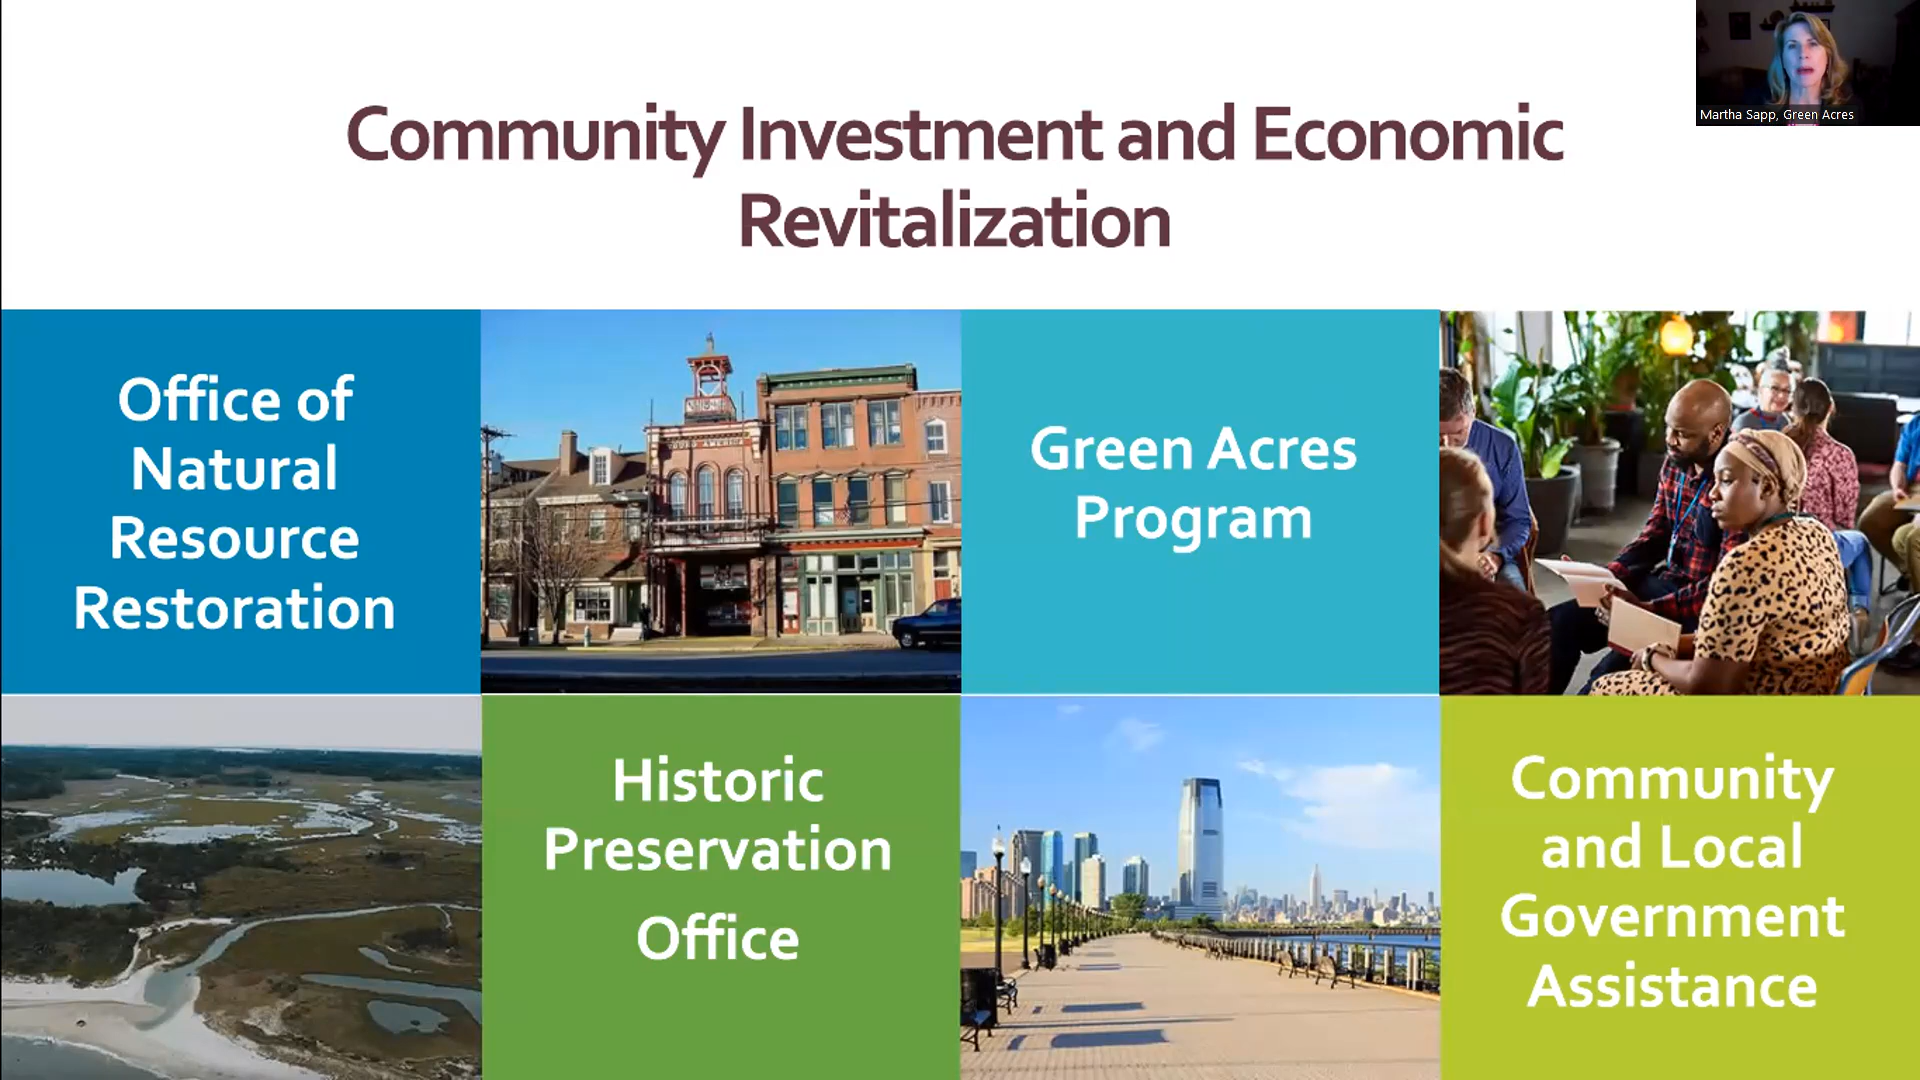 Martha Sapp, Green Acres
Community Investment and Economic
Revitalization
Office of
Natural
Resource
Restoration
Green Acres
Program
Historic
Preservation
Office
Community
and Local
Government
Assistance